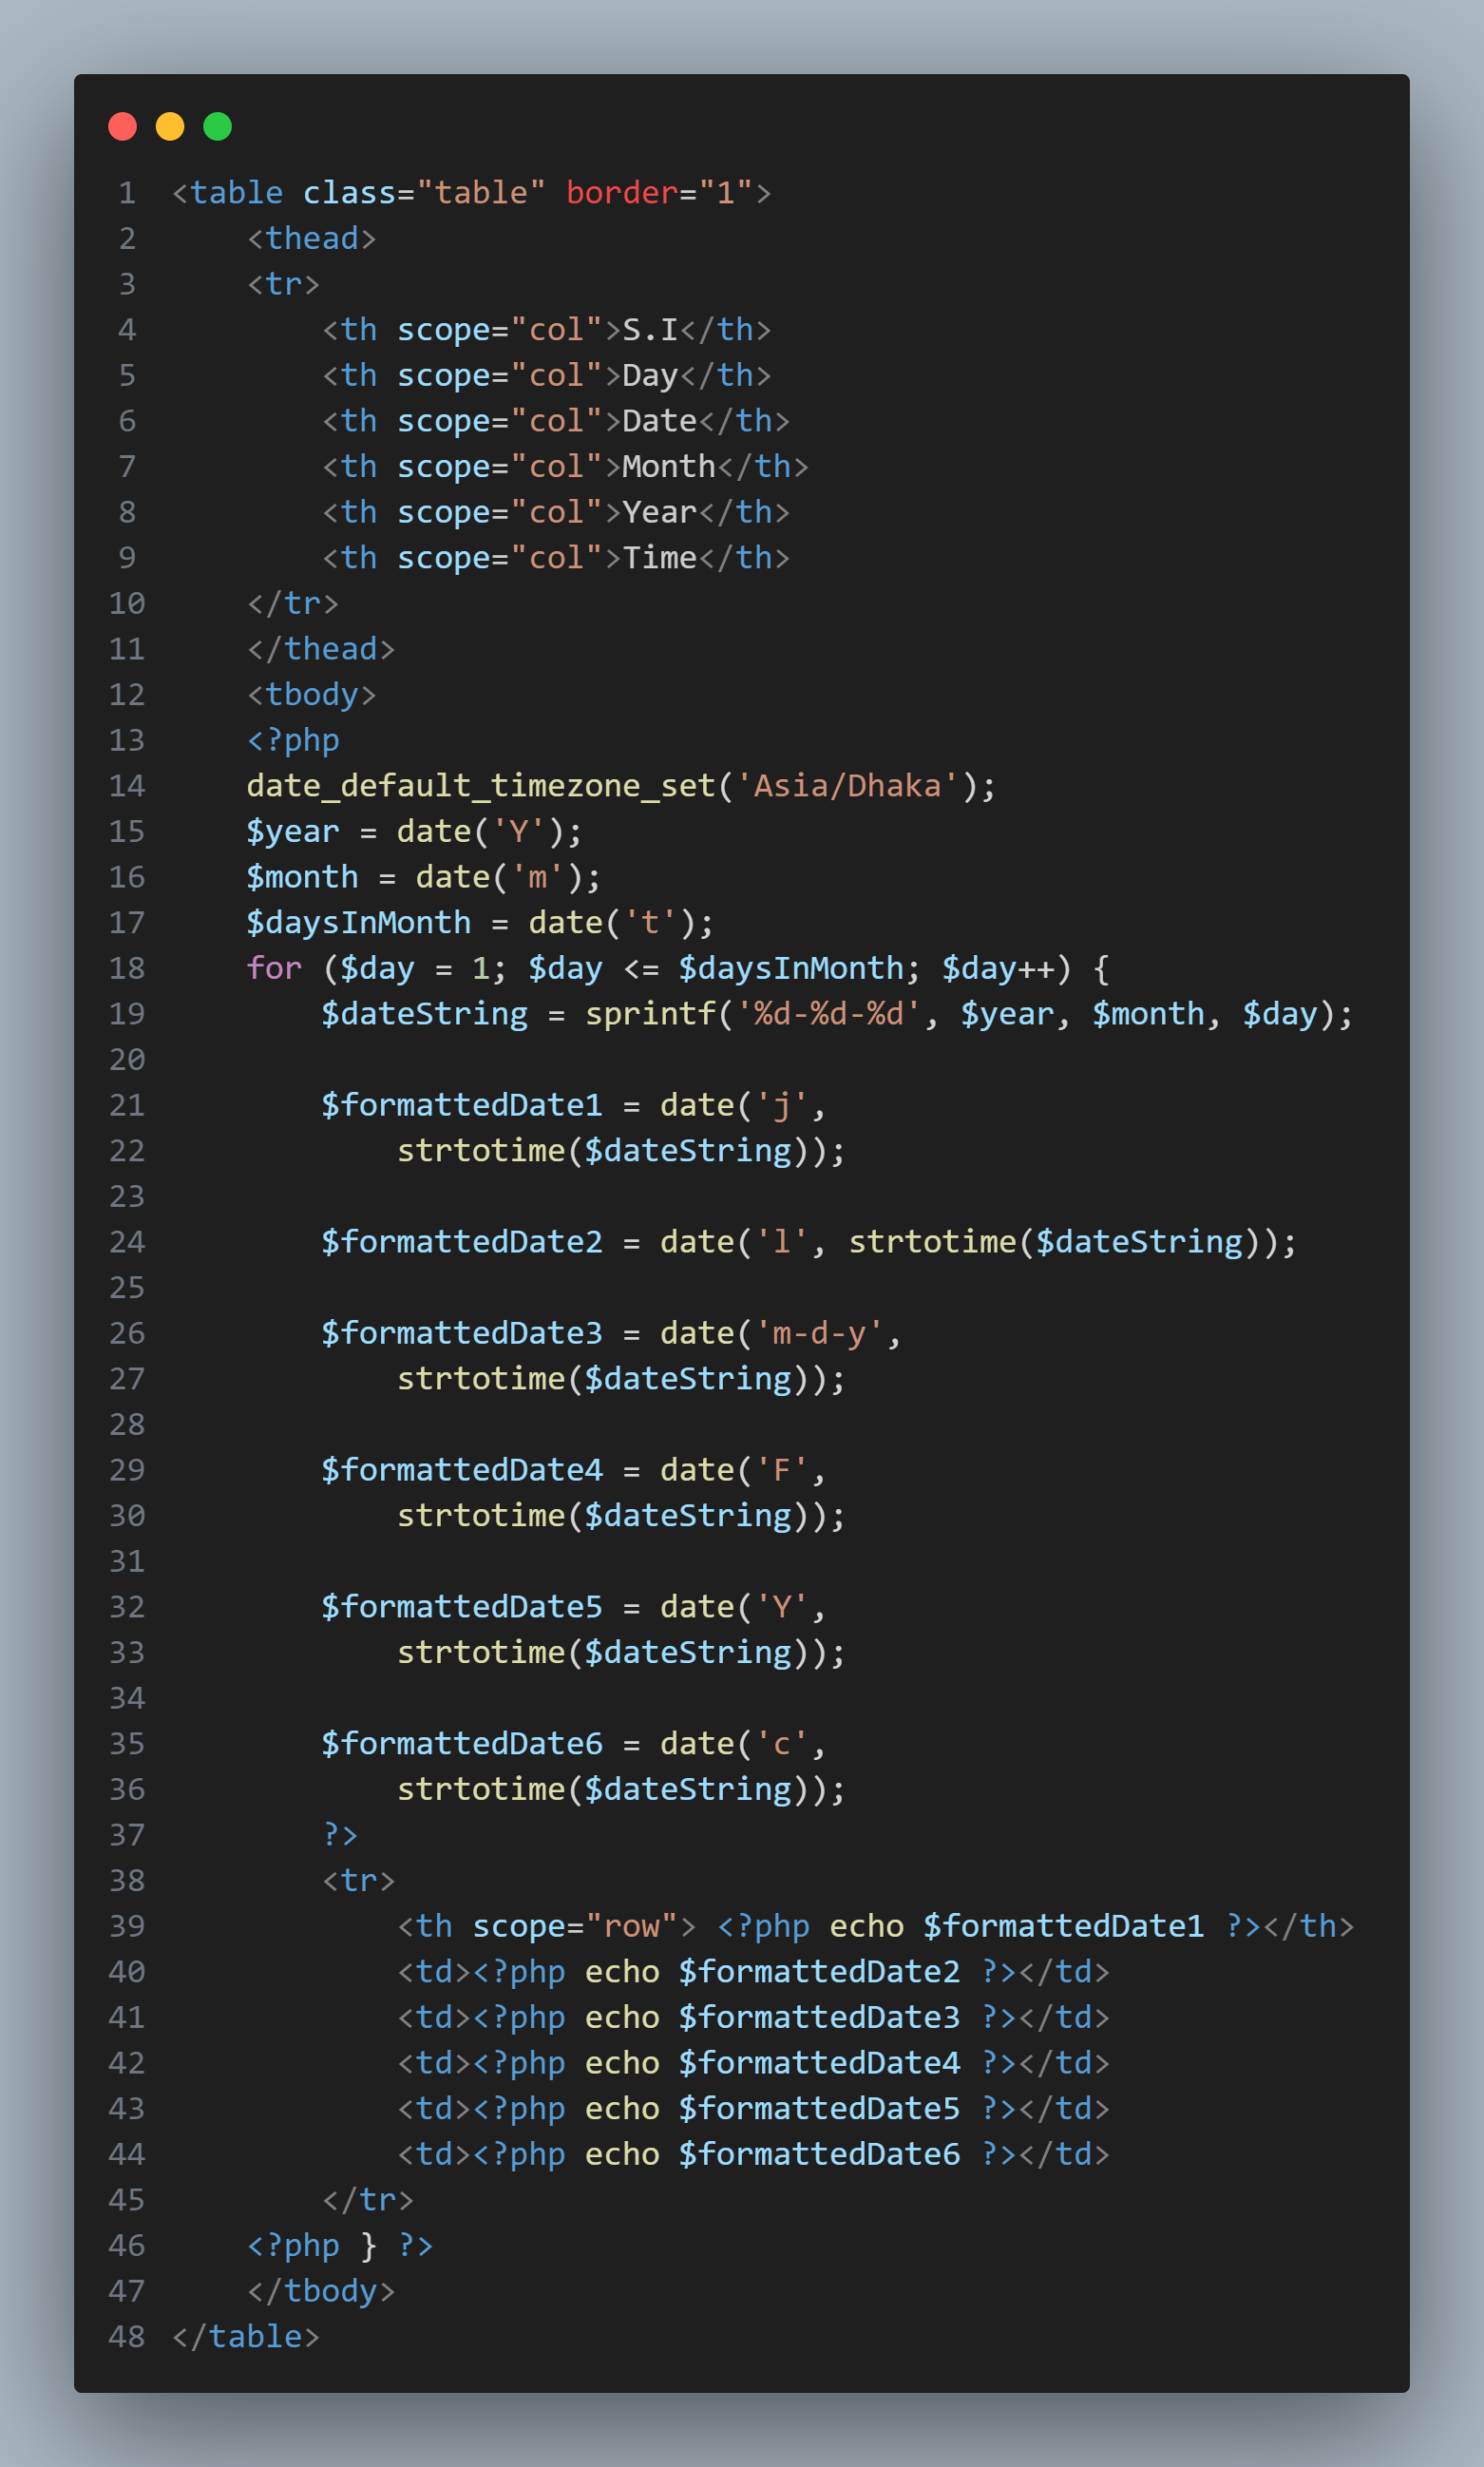 1 <table class="table" border="1">
2     <thead>
3     <tr>
4         <th scope="col">S.I</th>
5         <th scope="col">Day</th>
6         <th scope="col">Date</th>
7         <th scope="col">Month</th>
8         <th scope="col">Year</th>
9         <th scope="col">Time</th>
10     </tr>
11     </thead>
12     <tbody>
13     <?php
14     date_default_timezone_set('Asia/Dhaka');
15     $year = date('Y');
16     $month = date('m');
17     $daysInMonth = date('t');
18     for ($day = 1; $day <= $daysInMonth; $day++) {
19         $dateString = sprintf('%d-%d-%d', $year, $month, $day);
20
21         $formattedDate1 = date('j',
22             strtotime($dateString));
23
24         $formattedDate2 = date('l', strtotime($dateString));
25
26         $formattedDate3 = date('m-d-y',
27             strtotime($dateString));
28
29         $formattedDate4 = date('F',
30             strtotime($dateString));
31
32         $formattedDate5 = date('Y',
33             strtotime($dateString));
34
35         $formattedDate6 = date('c',
36             strtotime($dateString));
37         ?>
38         <tr>
39             <th scope="row"> <?php echo $formattedDate1 ?></th>
40             <td><?php echo $formattedDate2 ?></td>
41             <td><?php echo $formattedDate3 ?></td>
42             <td><?php echo $formattedDate4 ?></td>
43             <td><?php echo $formattedDate5 ?></td>
44             <td><?php echo $formattedDate6 ?></td>
45         </tr>
46     <?php } ?>
47     </tbody>
48 </table>